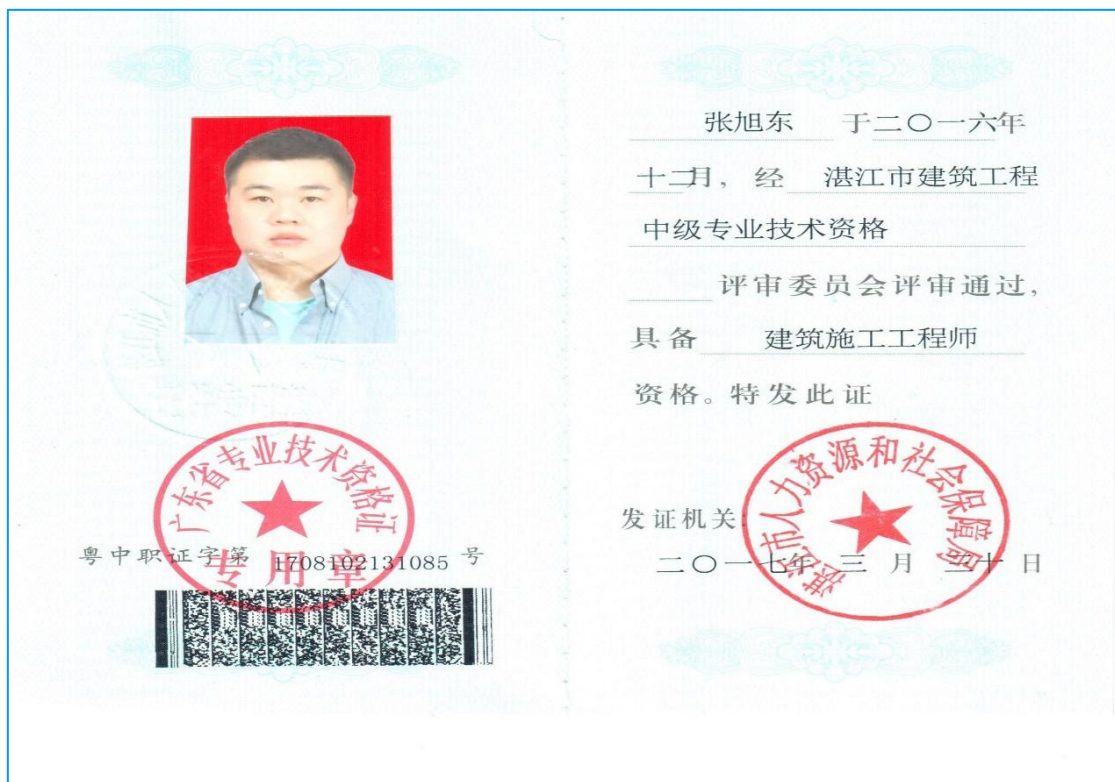 广东省专业技术资格证
专用章
粤中职证字第 1708102131085 号
张旭东 于二〇一六年
十二月，经 湛江市建筑工程
中级专业技术资格
评审委员会评审通过，
具备 建筑施工工程师
资格。特发此证
湛江市人力资源和社会保障局
发证机关：
二〇一七年 三 月 二十 日